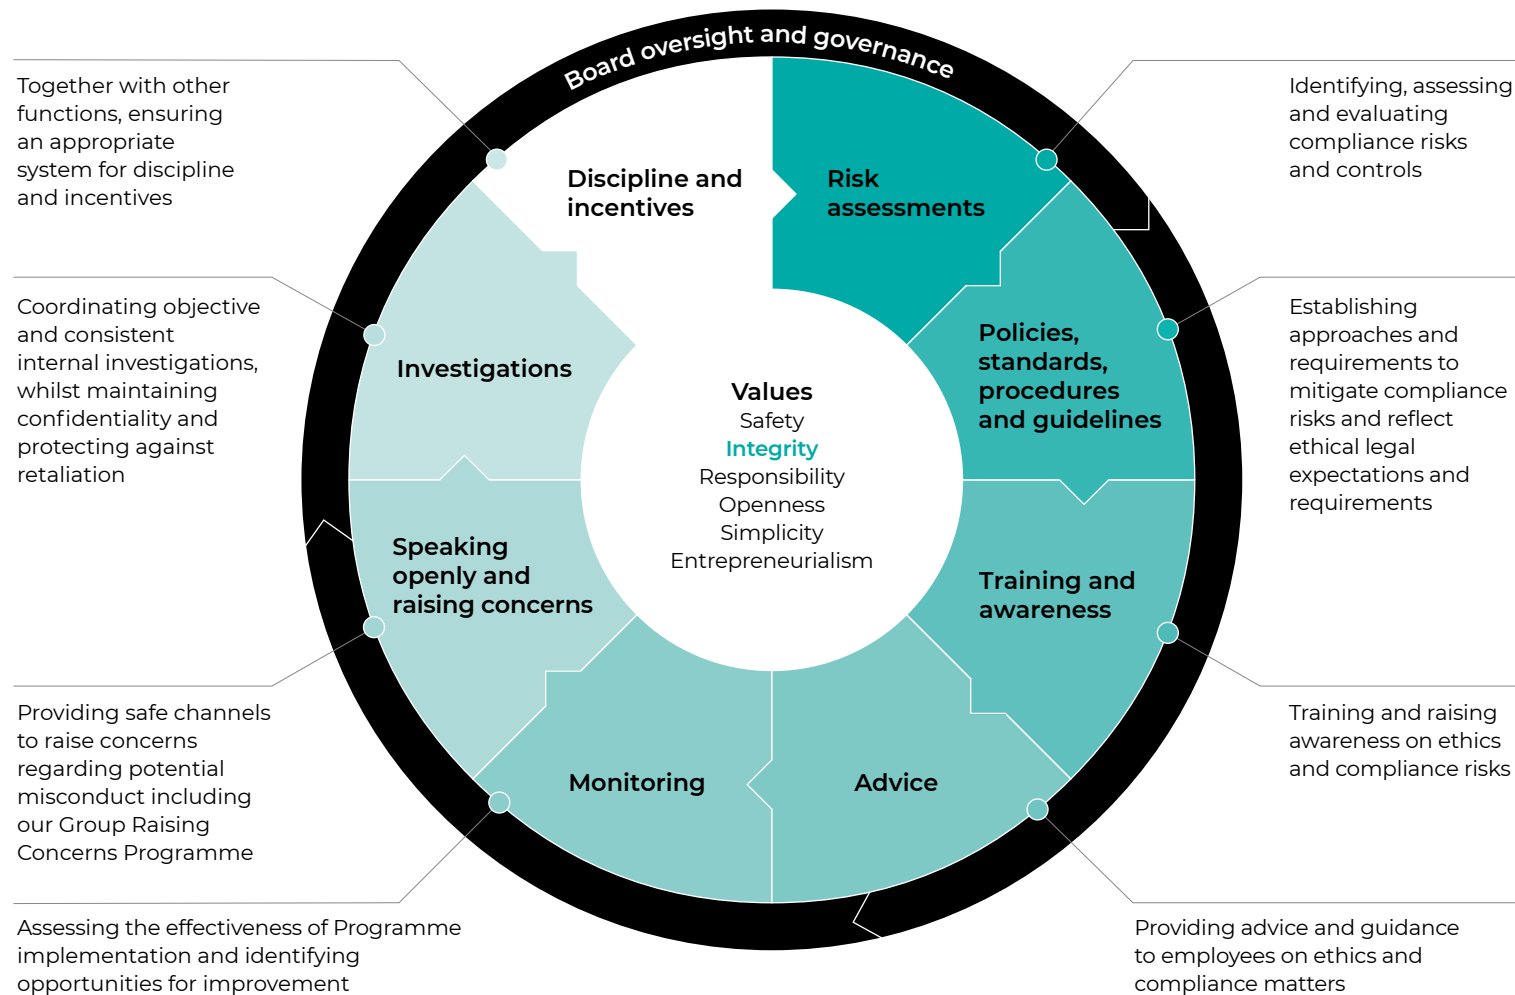 Board oversight and governance
Together with other
functions, ensuring
an appropriate
system for discipline
and incentives
Discipline and
incentives
Risk
assessments
Identifying, assessing
and evaluating
compliance risks
and controls
Coordinating objective
and consistent
internal investigations,
whilst maintaining
confidentiality and
protecting against
retaliation
Investigations
Policies,
standards,
procedures
and guidelines
Establishing
approaches and
requirements to
mitigate compliance
risks and reflect
ethical legal
expectations and
requirements
Values
Safety
Integrity
Responsibility
Openness
Simplicity
Entrepreneurialism
Speaking
openly and
raising concerns
Training and
awareness
Providing safe channels
to raise concerns
regarding potential
misconduct including
our Group Raising
Concerns Programme
Monitoring
Advice
Training and raising
awareness on ethics
and compliance risks
Assessing the effectiveness of Programme
implementation and identifying
opportunities for improvement
Providing advice and guidance
to employees on ethics and
compliance matters